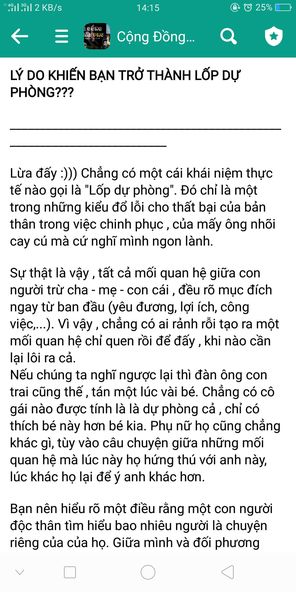 2 KB/s
14:15
25%
Cộng Đồng...
LÝ DO KHIẾN BẠN TRỞ THÀNH LỐP DỰ
PHÒNG???
Lừa đấy :))) Chẳng có một cái khái niệm thực
tế nào gọi là "Lốp dự phòng". Đó chỉ là một
trong những kiểu đổ lỗi cho thất bại của bản
thân trong việc chinh phục , của mấy ông nhõi
cay cú mà cứ nghĩ mình ngon lành.
Sự thật là vậy , tất cả mối quan hệ giữa con
người trừ cha - mẹ - con cái , đều rõ mục đích
ngay từ ban đầu (yêu đương, lợi ích, công
việc,...). Vì vậy , chẳng có ai rảnh rỗi tạo ra một
mối quan hệ chỉ quen rồi để đấy , khi nào cần
lại lôi ra cả.
Nếu chúng ta nghĩ ngược lại thì đàn ông con
trai cũng thế , tán một lúc vài bé. Chẳng có cô
gái nào được tính là là dự phòng cả , chỉ có
thích bé này hơn bé kia. Phụ nữ họ cũng chẳng
khác gì, tùy vào câu chuyện giữa những mối
quan hệ mà lúc này họ hứng thú với anh này,
lúc khác họ lại để ý anh khác hơn.
Bạn nên hiểu rõ một điều rằng một con người
độc thân tìm hiểu bao nhiêu người là chuyện
riêng của của họ. Giữa mình và đối phương